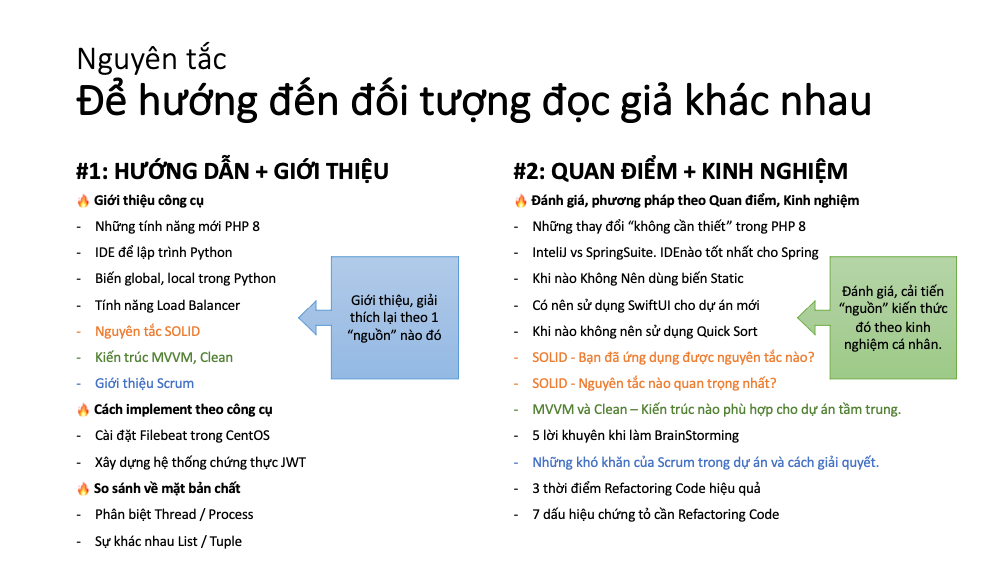 Nguyên tắc
Để hướng đến đối tượng đọc giả khác nhau
#1: HƯỚNG DẪN + GIỚI THIỆU
🔥 Giới thiệu công cụ
- Những tính năng mới PHP 8
- IDE để lập trình Python
- Biến global, local trong Python
- Tính năng Load Balancer
- Nguyên tắc SOLID
- Kiến trúc MVVM, Clean
- Giới thiệu Scrum
🔥 Cách implement theo công cụ
- Cài đặt Filebeat trong CentOS
- Xây dựng hệ thống chứng thực JWT
🔥 So sánh về mặt bản chất
- Phân biệt Thread / Process
- Sự khác nhau List / Tuple
Giới thiệu, giải
thích lại theo 1
“nguồn” nào đó
#2: QUAN ĐIỂM + KINH NGHIỆM
🔥 Đánh giá, phương pháp theo Quan điểm, Kinh nghiệm
- Những thay đổi “không cần thiết” trong PHP 8
- InteliJ vs SpringSuite. IDEnào tốt nhất cho Spring
- Khi nào Không Nên dùng biến Static
- Có nên sử dụng SwiftUI cho dự án mới
- Khi nào không nên sử dụng Quick Sort
- SOLID - Bạn đã ứng dụng được nguyên tắc nào?
- SOLID - Nguyên tắc nào quan trọng nhất?
- MVVM và Clean – Kiến trúc nào phù hợp cho dự án tầm trung.
- 5 lời khuyên khi làm BrainStorming
- Những khó khăn của Scrum trong dự án và cách giải quyết.
- 3 thời điểm Refactoring Code hiệu quả
- 7 dấu hiệu chứng tỏ cần Refactoring Code
Đánh giá, cải tiến
“nguồn” kiến thức
đó theo kinh
nghiệm cá nhân.